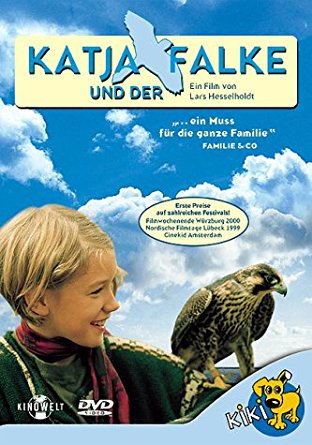 KATJA FALKE
UND DER
Ein Film von
Lars Hesselholdt
„... ein Muss
für die ganze Familie“
FAMILIE & CO
Erste Preise
auf zahlreichen Festivals!
Filmwochenende Würzburg 2000
Nordische Filmtage Lübeck 1999
Cinekid Amsterdam
KINOWELT
DVD
VIDEO
kiki